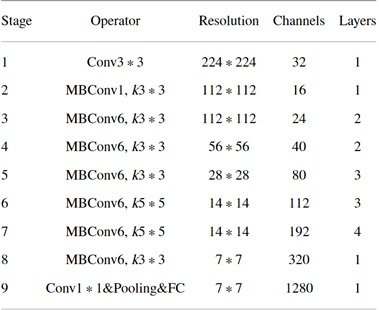 Stage Operator Resolution Channels Layers
1 Conv3 ∗ 3 224 ∗ 224 32 1
2 MBConv1, k3 ∗ 3 112 ∗ 112 16 1
3 MBConv6, k3 ∗ 3 112 ∗ 112 24 2
4 MBConv6, k3 ∗ 3 56 ∗ 56 40 2
5 MBConv6, k3 ∗ 3 28 ∗ 28 80 3
6 MBConv6, k5 ∗ 5 14 ∗ 14 112 3
7 MBConv6, k5 ∗ 5 14 ∗ 14 192 4
8 MBConv6, k3 ∗ 3 7 ∗ 7 320 1
9 Conv1 ∗ 1&Pooling&FC 7 ∗ 7 1280 1